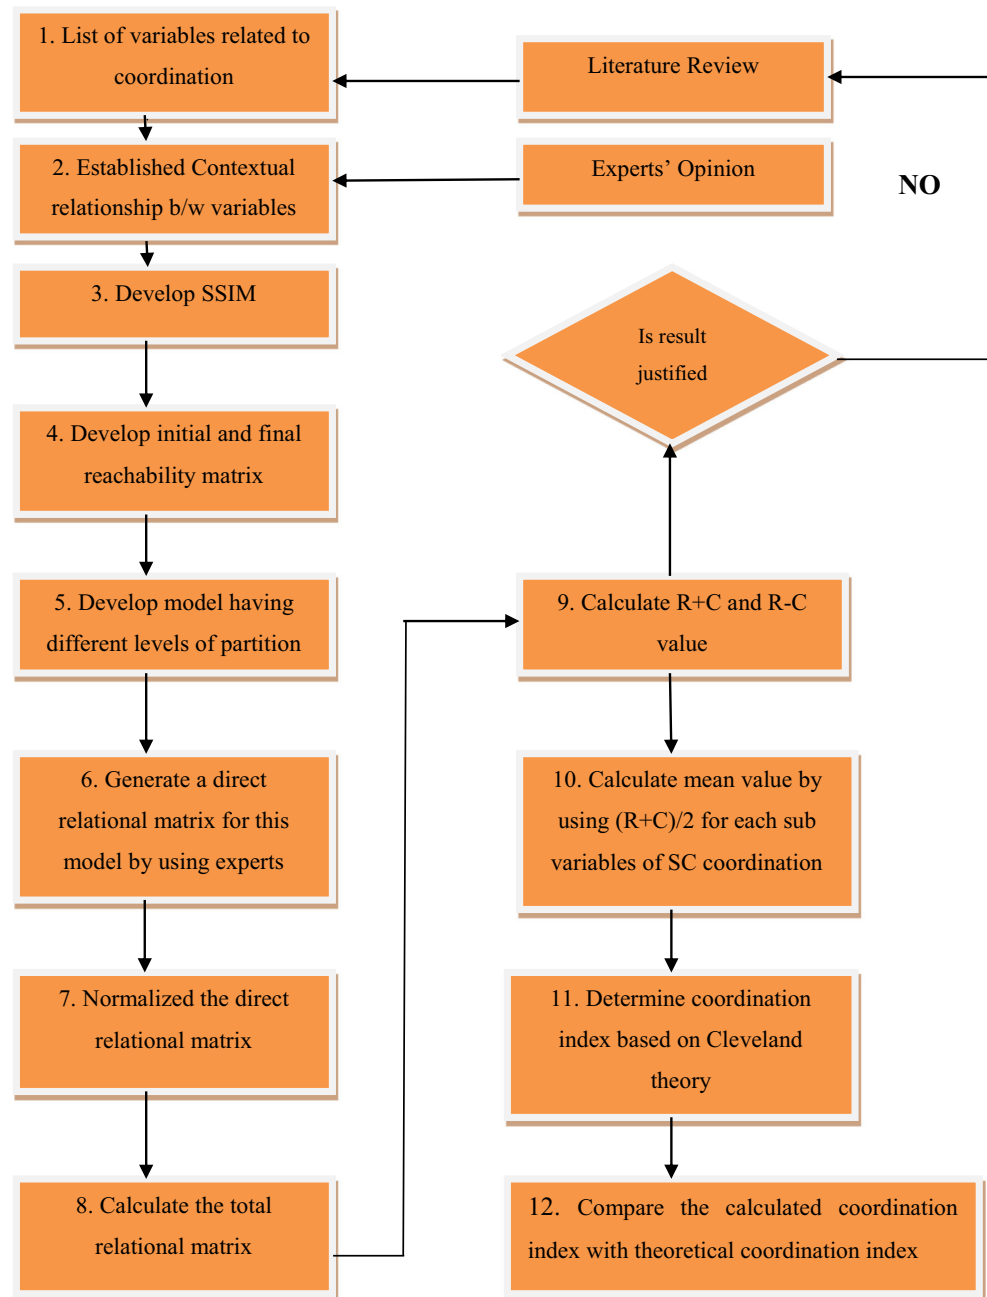 1. List of variables related to
coordination
Literature Review
2. Established Contextual
relationship b/w variables
Experts’ Opinion
NO
3. Develop SSIM
Is result
justified
4. Develop initial and final
reachability matrix
5. Develop model having
different levels of partition
9. Calculate R+C and R-C
value
6. Generate a direct
relational matrix for this
model by using experts
10. Calculate mean value by
using (R+C)/2 for each sub
variables of SC coordination
7. Normalized the direct
relational matrix
11. Determine coordination
index based on Cleveland
theory
8. Calculate the total
relational matrix
12. Compare the calculated coordination
index with theoretical coordination index